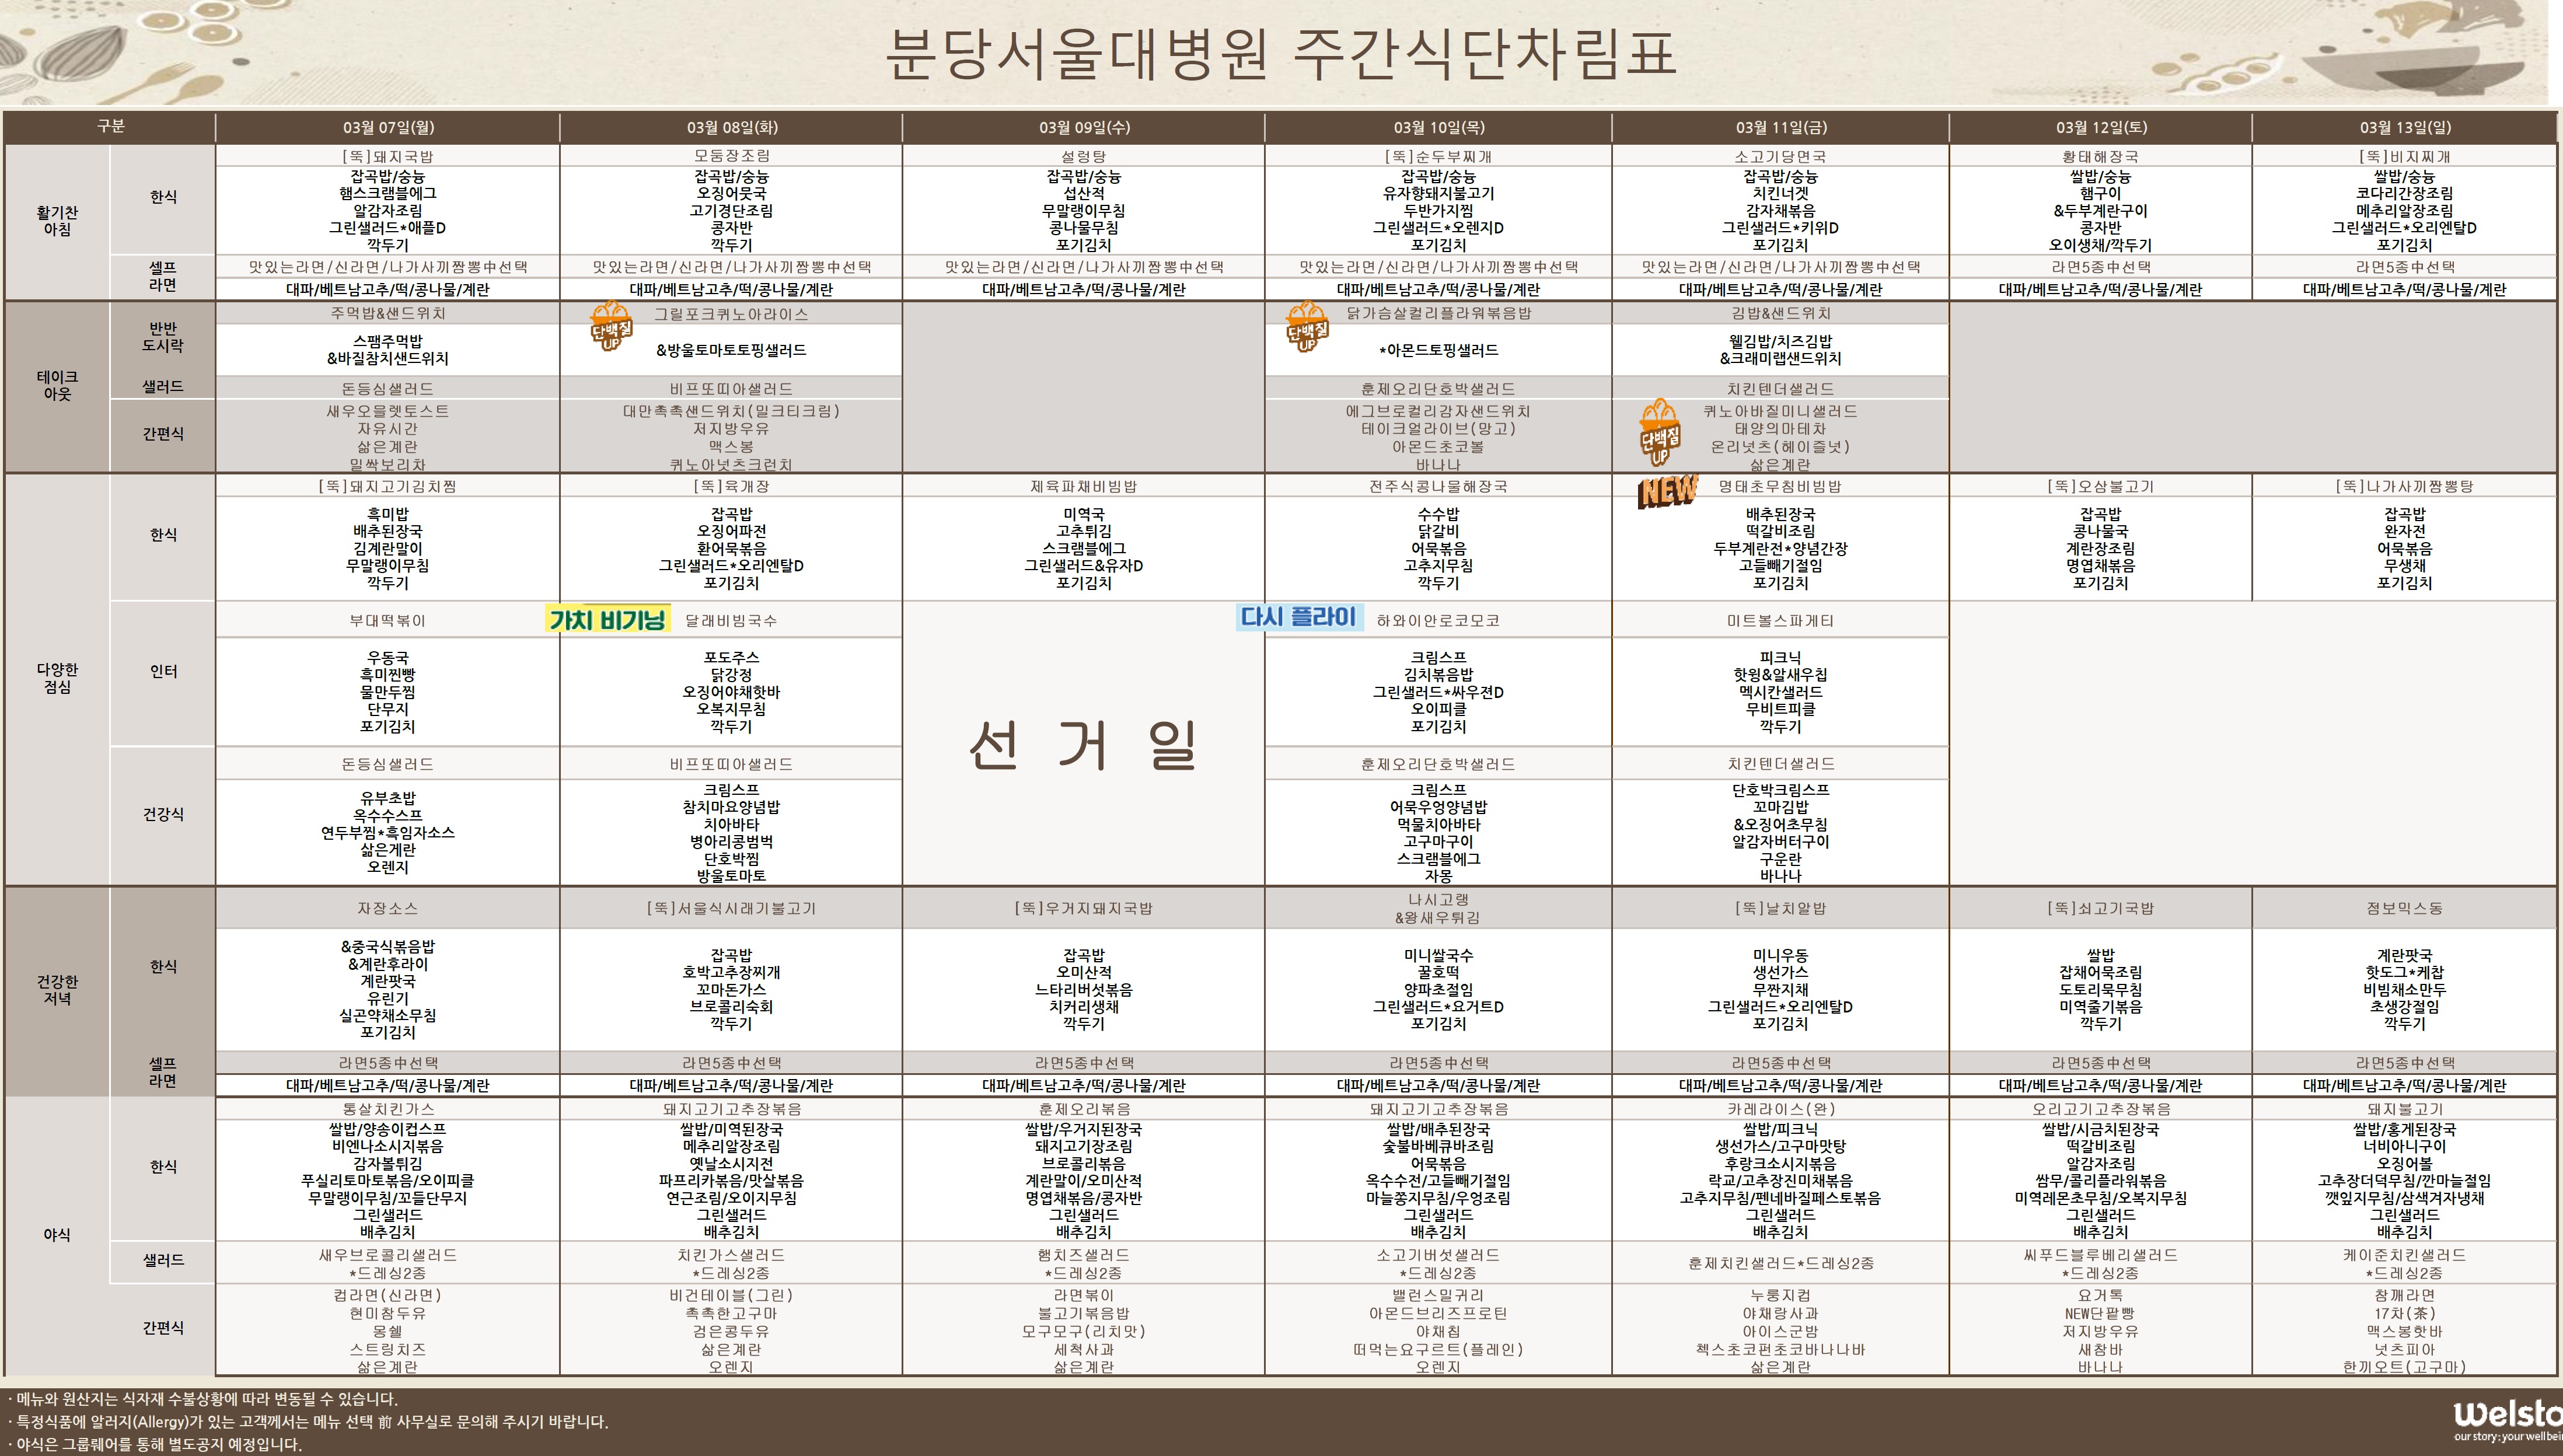 분당서울대병원 주간식단차림표
구분 03월 07일(월) 03월 08일(화) 03월 09일(수) 03월 10일(목) 03월 11일(금) 03월 12일(토) 03월 13일(일)
활기찬
아침
한식
[뚝]돼지국밥 모둠장조림 설렁탕 [뚝]순두부찌개 소고기당면국 황태해장국 [뚝]비지찌개
잡곡밥/숭늉 잡곡밥/숭늉 잡곡밥/숭늉 잡곡밥/숭늉 잡곡밥/숭늉 쌀밥/숭늉 쌀밥/숭늉
햄스크램블에그 오징어뭇국 섭산적 유자향돼지불고기 치킨너겟 햄구이 코다리간장조림
알감자조림 고기경단조림 무말랭이무침 두반가지찜 감자채볶음 &두부계란구이 메추리알장조림
그린샐러드*애플D 콩자반 콩나물무침 그린샐러드*오렌지D 그린샐러드*키위D 콩자반 그린샐러드*오리엔탈D
깍두기 깍두기 포기김치 포기김치 포기김치 오이생채/깍두기 포기김치
셀프
라면
맛있는라면/신라면/나가사끼짬뽕中선택 맛있는라면/신라면/나가사끼짬뽕中선택 맛있는라면/신라면/나가사끼짬뽕中선택 맛있는라면/신라면/나가사끼짬뽕中선택 맛있는라면/신라면/나가사끼짬뽕中선택 라면5종中선택 라면5종中선택
대파/베트남고추/떡/콩나물/계란 대파/베트남고추/떡/콩나물/계란 대파/베트남고추/떡/콩나물/계란 대파/베트남고추/떡/콩나물/계란 대파/베트남고추/떡/콩나물/계란 대파/베트남고추/떡/콩나물/계란 대파/베트남고추/떡/콩나물/계란
테이크
아웃
반반
도시락
주먹밥&샌드위치 단백질 UP 그릴포크퀴노아라이스 단백질 UP 닭가슴살컬리플라워볶음밥 김밥&샌드위치
스팸주먹밥 &방울토마토토핑샐러드 *아몬드토핑샐러드 웰김밥/치즈김밥
&바질참치샌드위치 &크래미랩샌드위치
샐러드 돈등심샐러드 비프또띠아샐러드 훈제오리단호박샐러드 치킨텐더샐러드
간편식
새우오믈렛토스트 대만촉촉샌드위치(밀크티크림) 에그브로컬리감자샌드위치 단백질 UP 퀴노아바질미니샐러드
자유시간 저지방우유 테이크얼라이브(망고) 태양의마테차
삶은계란 맥스봉 아몬드초코볼 온리넛츠(헤이즐넛)
밀싹보리차 퀴노아넛츠크런치 바나나 삶은계란
다양한
점심
한식
[뚝]돼지고기김치찜 [뚝]육개장 제육파채비빔밥 전주식콩나물해장국 NEW 명태초무침비빔밥 [뚝]오삼불고기 [뚝]나가사끼짬뽕탕
흑미밥 잡곡밥 미역국 수수밥 배추된장국 잡곡밥 잡곡밥
배추된장국 오징어파전 고추튀김 닭갈비 떡갈비조림 콩나물국 완자전
김계란말이 환어묵볶음 스크램블에그 어묵볶음 두부계란전*양념간장 계란장조림 어묵볶음
무말랭이무침 그린샐러드*오리엔탈D 그린샐러드&유자D 고추지무침 고들빼기절임 명엽채볶음 무생채
깍두기 포기김치 포기김치 깍두기 포기김치 포기김치 포기김치
인터
부대떡볶이 가치 비기닝 달래비빔국수 다시 플라이 하와이안로코모코 미트볼스파게티
우동국 포도주스 크림스프 피크닉
흑미찐빵 닭강정 김치볶음밥 핫윙&알새우칩
물만두찜 오징어야채핫바 그린샐러드*싸우젼D 멕시칸샐러드
단무지 오복지무침 오이피클 무비트피클
포기김치 깍두기 포기김치 깍두기
선 거 일
건강식
돈등심샐러드 비프또띠아샐러드 훈제오리단호박샐러드 치킨텐더샐러드
유부초밥 크림스프 크림스프 단호박크림스프
옥수수스프 참치마요양념밥 어묵우엉양념밥 꼬마김밥
연두부찜*흑임자소스 치아바타 먹물치아바타 &오징어초무침
삶은게란 병아리콩범벅 고구마구이 알감자버터구이
오렌지 단호박찜 스크램블에그 구운란
방울토마토 자몽 바나나
건강한
저녁
한식
자장소스 [뚝]서울식시래기불고기 [뚝]우거지돼지국밥 나시고랭 [뚝]날치알밥 [뚝]쇠고기국밥 점보믹스동
&왕새우튀김
&중국식볶음밥 잡곡밥 잡곡밥 미니쌀국수 미니우동 쌀밥 계란팟국
&계란후라이 호박고추장찌개 오미산적 꿀호떡 생선가스 잡채어묵조림 핫도그*케찹
계란팟국 꼬마돈가스 느타리버섯볶음 양파초절임 무짠지채 도토리묵무침 비빔채소만두
유린기 브로콜리숙회 치커리생채 그린샐러드*요거트D 그린샐러드*오리엔탈D 미역줄기볶음 초생강절임
실곤약채소무침 깍두기 깍두기 포기김치 포기김치 깍두기 깍두기
포기김치
셀프
라면
라면5종中선택 라면5종中선택 라면5종中선택 라면5종中선택 라면5종中선택 라면5종中선택 라면5종中선택
대파/베트남고추/떡/콩나물/계란 대파/베트남고추/떡/콩나물/계란 대파/베트남고추/떡/콩나물/계란 대파/베트남고추/떡/콩나물/계란 대파/베트남고추/떡/콩나물/계란 대파/베트남고추/떡/콩나물/계란 대파/베트남고추/떡/콩나물/계란
야식
한식
통살치킨가스 돼지고기고추장볶음 훈제오리볶음 돼지고기고추장볶음 카레라이스(완) 오리고기고추장볶음 돼지불고기
쌀밥/양송이컵스프 쌀밥/미역된장국 쌀밥/우거지된장국 쌀밥/배추된장국 쌀밥/피크닉 쌀밥/시금치된장국 쌀밥/홍게된장국
비엔나소시지볶음 메추리알장조림 돼지고기장조림 숯불바베큐바조림 생선가스/고구마맛탕 떡갈비조림 너비아니구이
감자볼튀김 옛날소시지전 브로콜리볶음 어묵볶음 후랑크소시지볶음 알감자조림 오징어볼
푸실리토마토볶음/오이피클 파프리카볶음/맛살볶음 계란말이/오미산적 옥수수전/고들빼기절임 락교/고추장진미채볶음 쌈무/콜리플라워볶음 고추장더덕무침/깐마늘절임
무말랭이무침/꼬들단무지 연근조림/오이지무침 명엽채볶음/콩자반 마늘쫑지무침/우엉조림 고추지무침/펜네바질페스토볶음 미역레몬초무침/오복지무침 깻잎지무침/삼색겨자냉채
그린샐러드 그린샐러드 그린샐러드 그린샐러드 그린샐러드 그린샐러드 그린샐러드
배추김치 배추김치 배추김치 배추김치 배추김치 배추김치 배추김치
샐러드
새우브로콜리샐러드 치킨가스샐러드 햄치즈샐러드 소고기버섯샐러드 훈제치킨샐러드*드레싱2종 씨푸드블루베리샐러드 케이준치킨샐러드
*드레싱2종 *드레싱2종 *드레싱2종 *드레싱2종 *드레싱2종 *드레싱2종
간편식
컵라면(신라면) 비건테이블(그린) 라면볶이 밸런스밀귀리 누룽지컵 요거톡 참깨라면
현미참두유 촉촉한고구마 불고기볶음밥 아몬드브리즈프로틴 야채랑사과 NEW단팥빵 17차(茶)
몽쉘 검은콩두유 모구모구(리치맛) 야채칩 아이스군밤 저지방우유 맥스봉핫바
스트링치즈 삶은계란 세척사과 떠먹는요구르트(플레인) 첵스초코펀초코바나나바 새참바 넛츠피아
삶은계란 오렌지 삶은계란 오렌지 삶은계란 바나나 한끼오트(고구마)
· 메뉴와 원산지는 식자재 수불상황에 따라 변동될 수 있습니다.
· 특정식품에 알러지(Allergy)가 있는 고객께서는 메뉴 선택 前 사무실로 문의해 주시기 바랍니다.
· 야식은 그룹웨어를 통해 별도공지 예정입니다.
welsto
our story: your wellbei